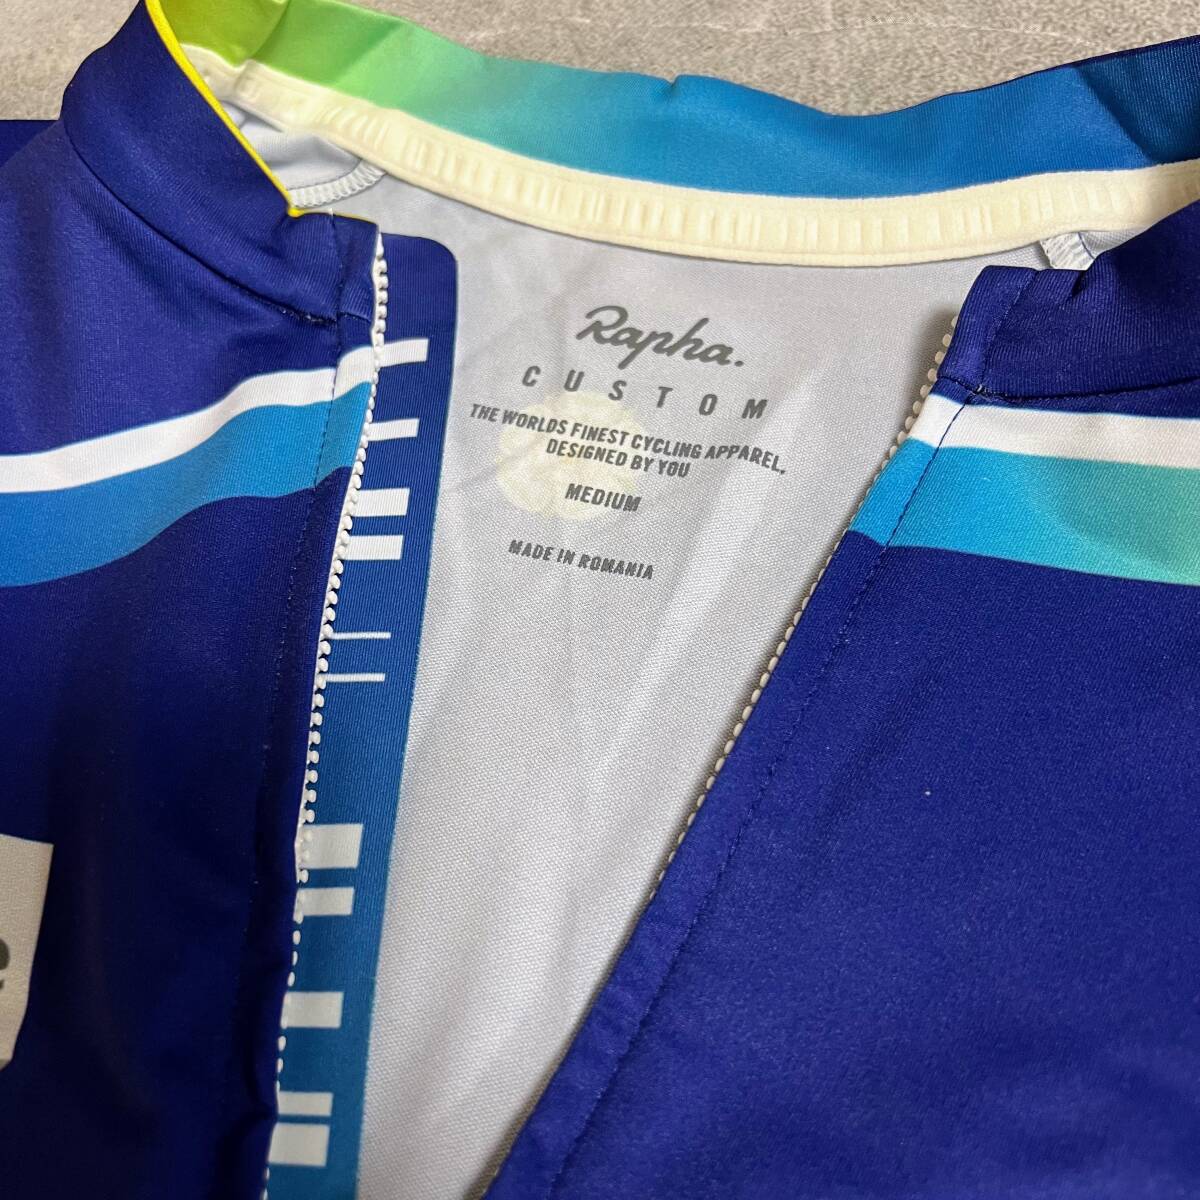 Rapha.
CUSTOM
THE WORLDS FINEST CYCLING APPAREL,
DESIGNED BY YOU
MEDIUM
MADE IN ROMANIA